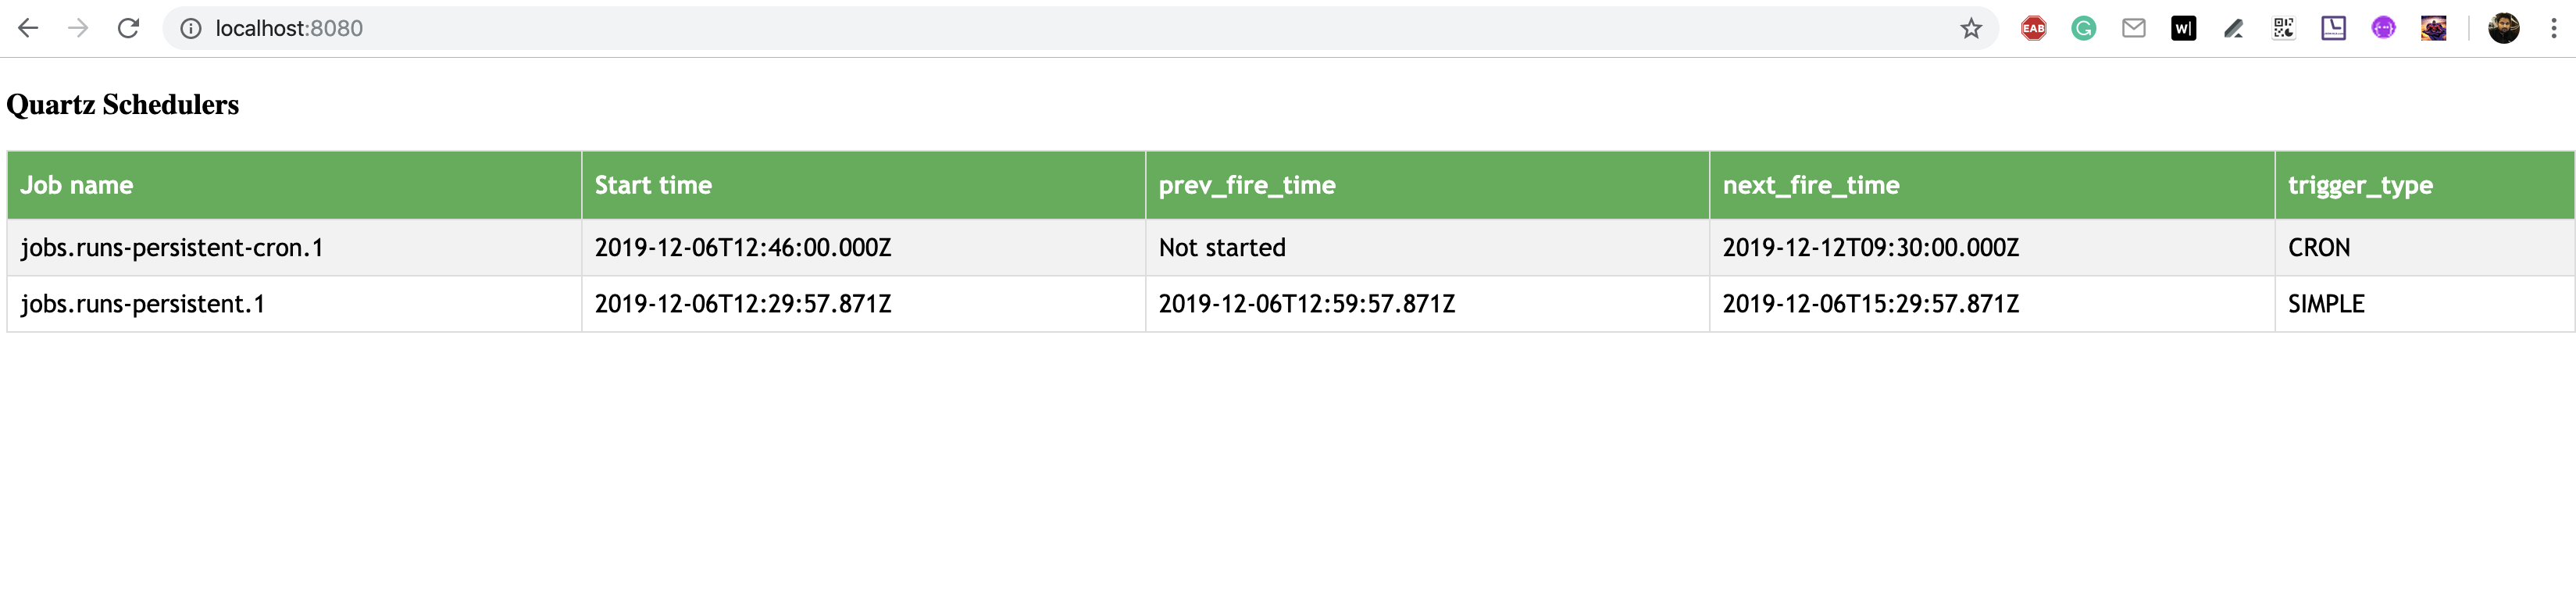 localhost:8080
EAB
G
w|
Quartz Schedulers
Job name Start time prev_fire_time next_fire_time trigger_type
jobs.runs-persistent-cron.1 2019-12-06T12:46:00.000Z Not started 2019-12-12T09:30:00.000Z CRON
jobs.runs-persistent.1 2019-12-06T12:29:57.871Z 2019-12-06T12:59:57.871Z 2019-12-06T15:29:57.871Z SIMPLE